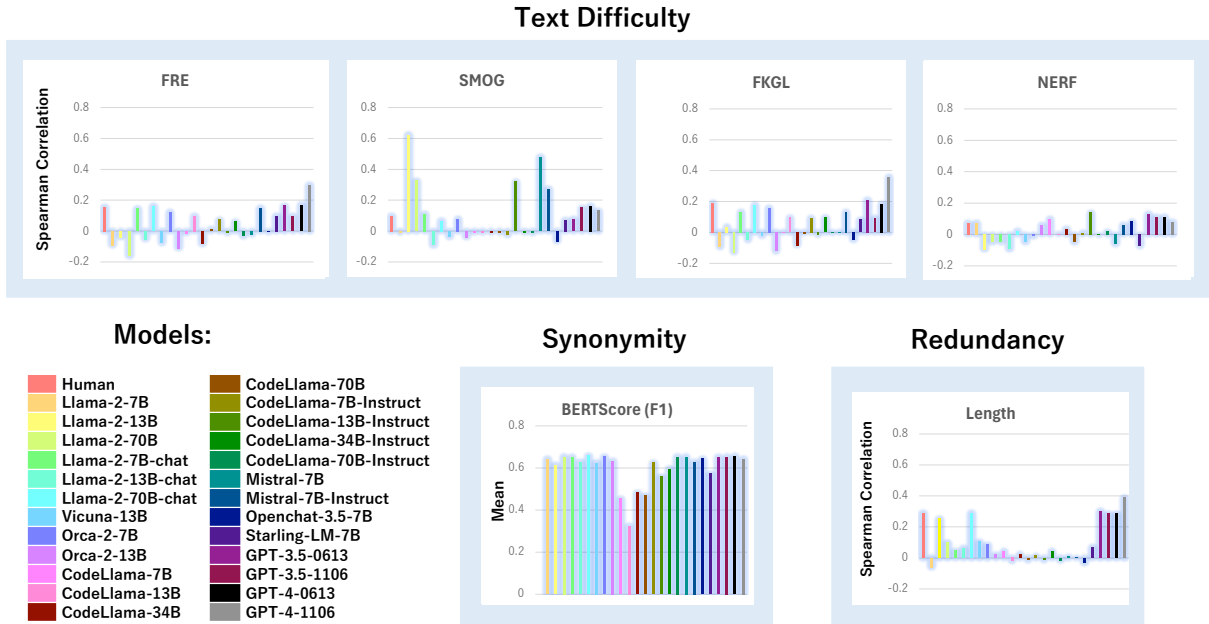 Text Difficulty
FRE
SMOG
FKGL
NERF
Spearman Correlation
0.8
0.6
0.4
0.2
0
-0.2
0.8
0.6
0.4
0.2
0
-0.2
0.8
0.6
0.4
0.2
0
-0.2
0.8
0.6
0.4
0.2
0
-0.2
Models:
Human
Llama-2-7B
Llama-2-13B
Llama-2-70B
Llama-2-7B-chat
Llama-2-13B-chat
Llama-2-70B-chat
Vicuna-13B
Orca-2-7B
Orca-2-13B
CodeLlama-7B
CodeLlama-13B
CodeLlama-34B
CodeLlama-70B
CodeLlama-7B-Instruct
CodeLlama-13B-Instruct
CodeLlama-34B-Instruct
CodeLlama-70B-Instruct
Mistral-7B
Mistral-7B-Instruct
Openchat-3.5-7B
Starling-LM-7B
GPT-3.5-0613
GPT-3.5-1106
GPT-4-0613
GPT-4-1106
Synonymity
BERTScore (F1)
Mean
0.8
0.6
0.4
0.2
0
Redundancy
Length
Spearman Correlation
0.8
0.6
0.4
0.2
0
-0.2